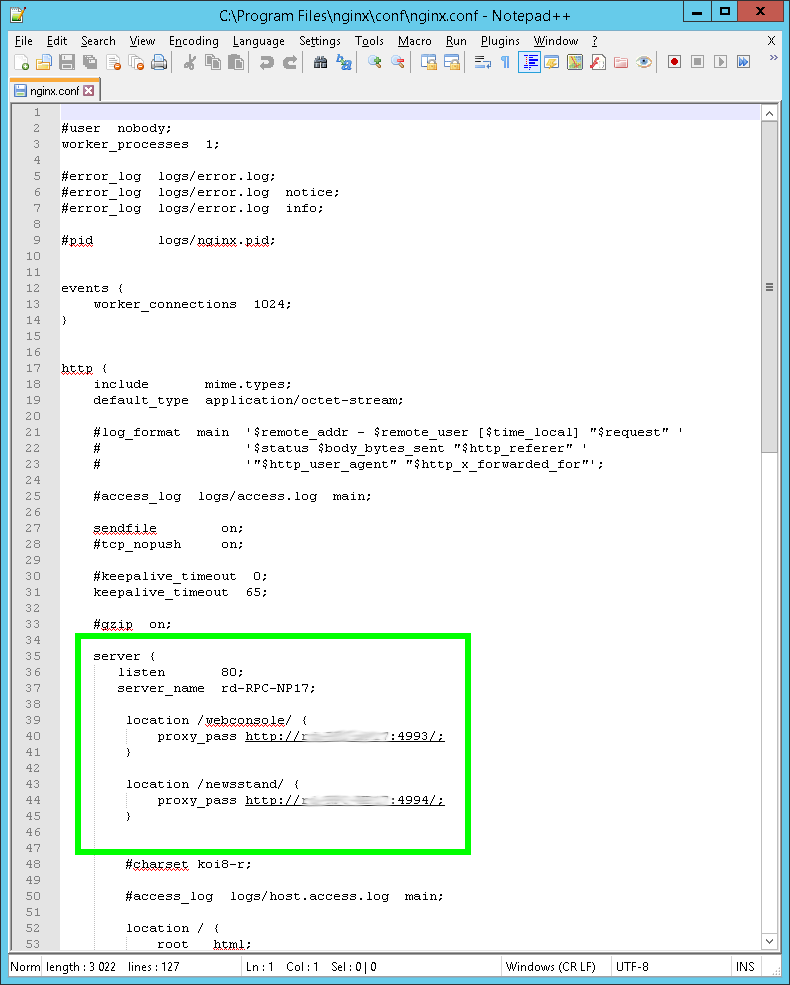 C:\Program Files\nginx\conf\nginx.conf - Notepad++
File Edit Search View Encoding Language Settings Tools Macro Run Plugins Window ? X
nginx.conf
1
2 #user  nobody;
3 worker_processes  1;
4
5 #error_log  logs/error.log;
6 #error_log  logs/error.log  notice;
7 #error_log  logs/error.log  info;
8
9 #pid        logs/nginx.pid;
10
11
12 events {
13     worker_connections  1024;
14 }
15
16
17 http {
18     include       mime.types;
19     default_type  application/octet-stream;
20
21     #log_format  main  '$remote_addr - $remote_user [$time_local] "$request" '
22     #                  '$status $body_bytes_sent "$http_referer" '
23     #                  '"$http_user_agent" "$http_x_forwarded_for"';
24
25     #access_log  logs/access.log  main;
26
27     sendfile        on;
28     #tcp_nopush     on;
29
30     #keepalive_timeout  0;
31     keepalive_timeout  65;
32
33     #gzip  on;
34
35     server {
36        listen       80;
37        server_name  rd-RPC-NP17;
38
39         location /webconsole/ {
40             proxy_pass http://r :4993/;
41         }
42
43         location /newsstand/ {
44             proxy_pass http://r :4994/;
45         }
46
47
48         #charset koi8-r;
49
50         #access_log  logs/host.access.log  main;
51
52         location / {
53             root   html;
Norm length : 3 022 lines : 127 Ln : 1 Col : 1 Sel : 0 | 0 Windows (CR LF) UTF-8 INS